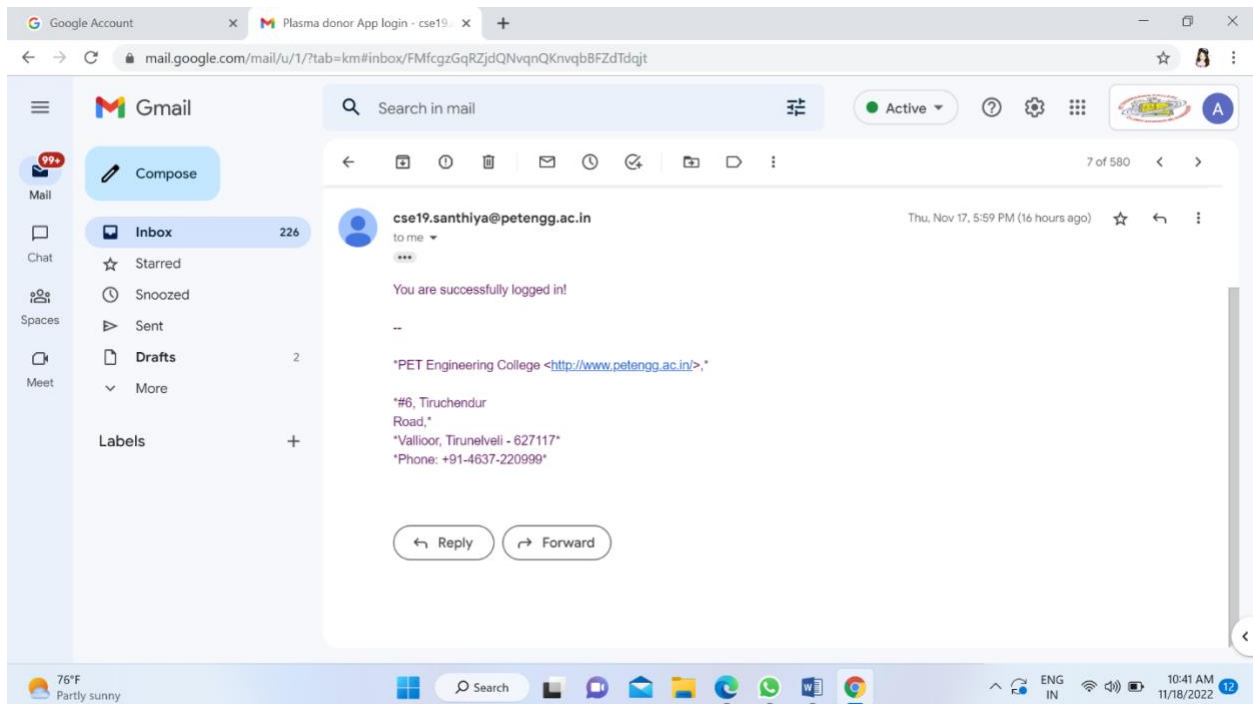 Google Account
Plasma donor App login - cse19.
mail.google.com/mail/u/1/?tab=km#inbox/FMfcgzGqRZjdQNvqnQKnvqbBFZdTdqjt
Gmail
Search in mail
Active
A
99+
Mail
Compose
7 of 580
Chat
Spaces
Meet
Inbox 226
Starred
Snoozed
Sent
Drafts 2
More
Labels
cse19.santhiya@petengg.ac.in
Thu, Nov 17, 5:59 PM (16 hours ago)
to me
You are successfully logged in!
--
*PET Engineering College <http://www.petengg.ac.in/>,*
*#6, Tiruchendur
Road,*
*Vallioor, Tirunelveli - 627117*
*Phone: +91-4637-220999*
Reply
Forward
76°F
Partly sunny
Search
ENG
IN
10:41 AM
11/18/2022
12